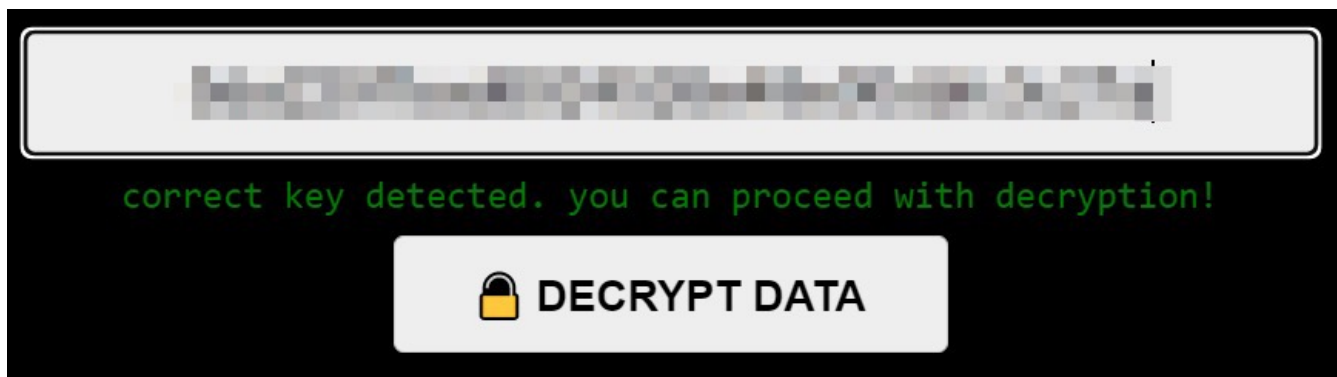 correct key detected. you can proceed with decryption!
🔒 DECRYPT DATA